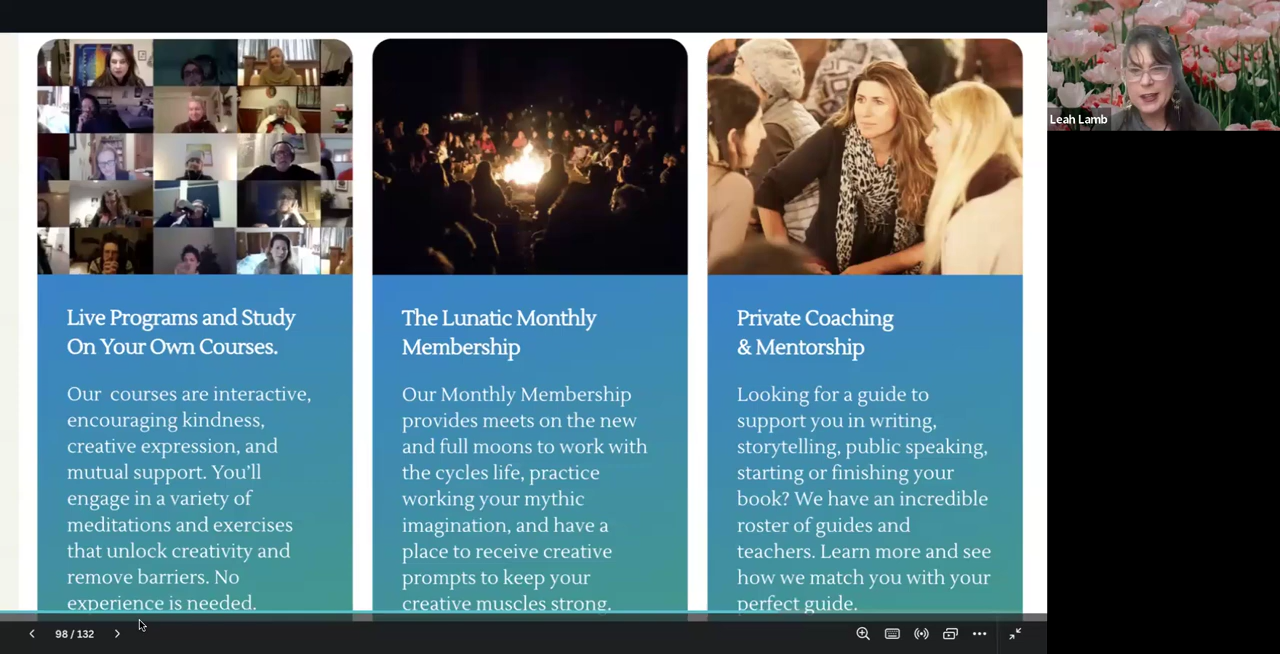 Leah Lamb
Live Programs and Study
On Your Own Courses.
Our courses are interactive,
encouraging kindness,
creative expression, and
mutual support. You’ll
engage in a variety of
meditations and exercises
that unlock creativity and
remove barriers. No
experience is needed.
The Lunatic Monthly
Membership
Our Monthly Membership
provides meets on the new
and full moons to work with
the cycles life, practice
working your mythic
imagination, and have a
place to receive creative
prompts to keep your
creative muscles strong.
Private Coaching
& Mentorship
Looking for a guide to
support you in writing,
storytelling, public speaking,
starting or finishing your
book? We have an incredible
roster of guides and
teachers. Learn more and see
how we match you with your
perfect guide.
98 / 132